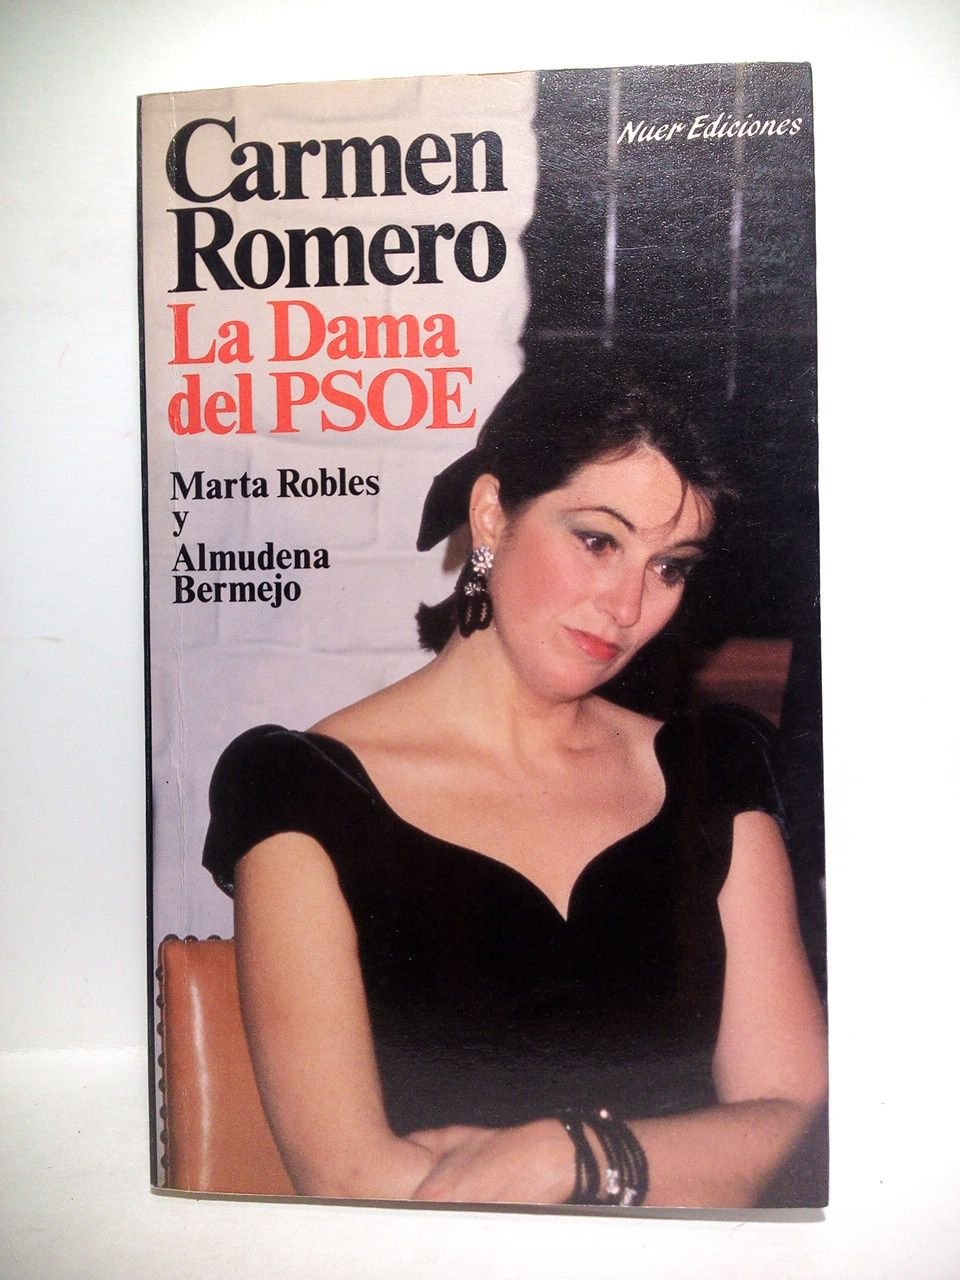 Nuer Ediciones
Carmen
Romero
La Dama
del PSOE
Marta Robles
y
Almudena
Bermejo